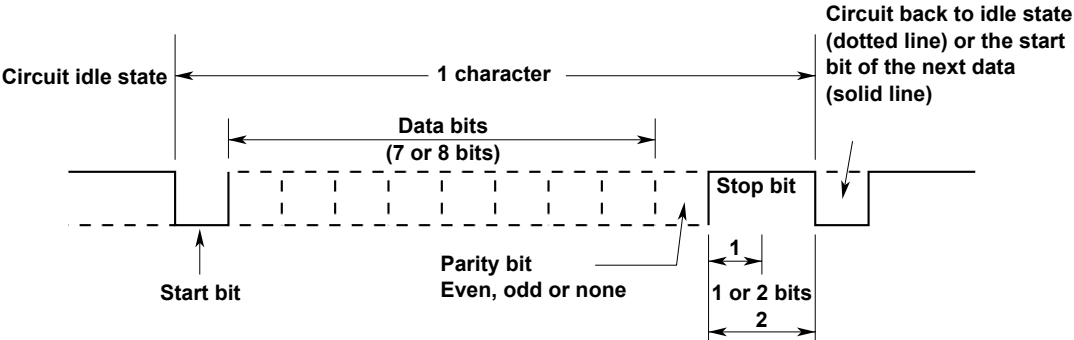 Circuit back to idle state
(dotted line) or the start
bit of the next data
(solid line)
Circuit idle state
1 character
Data bits
(7 or 8 bits)
Stop bit
1
Parity bit
Even, odd or none
Start bit
1 or 2 bits
2